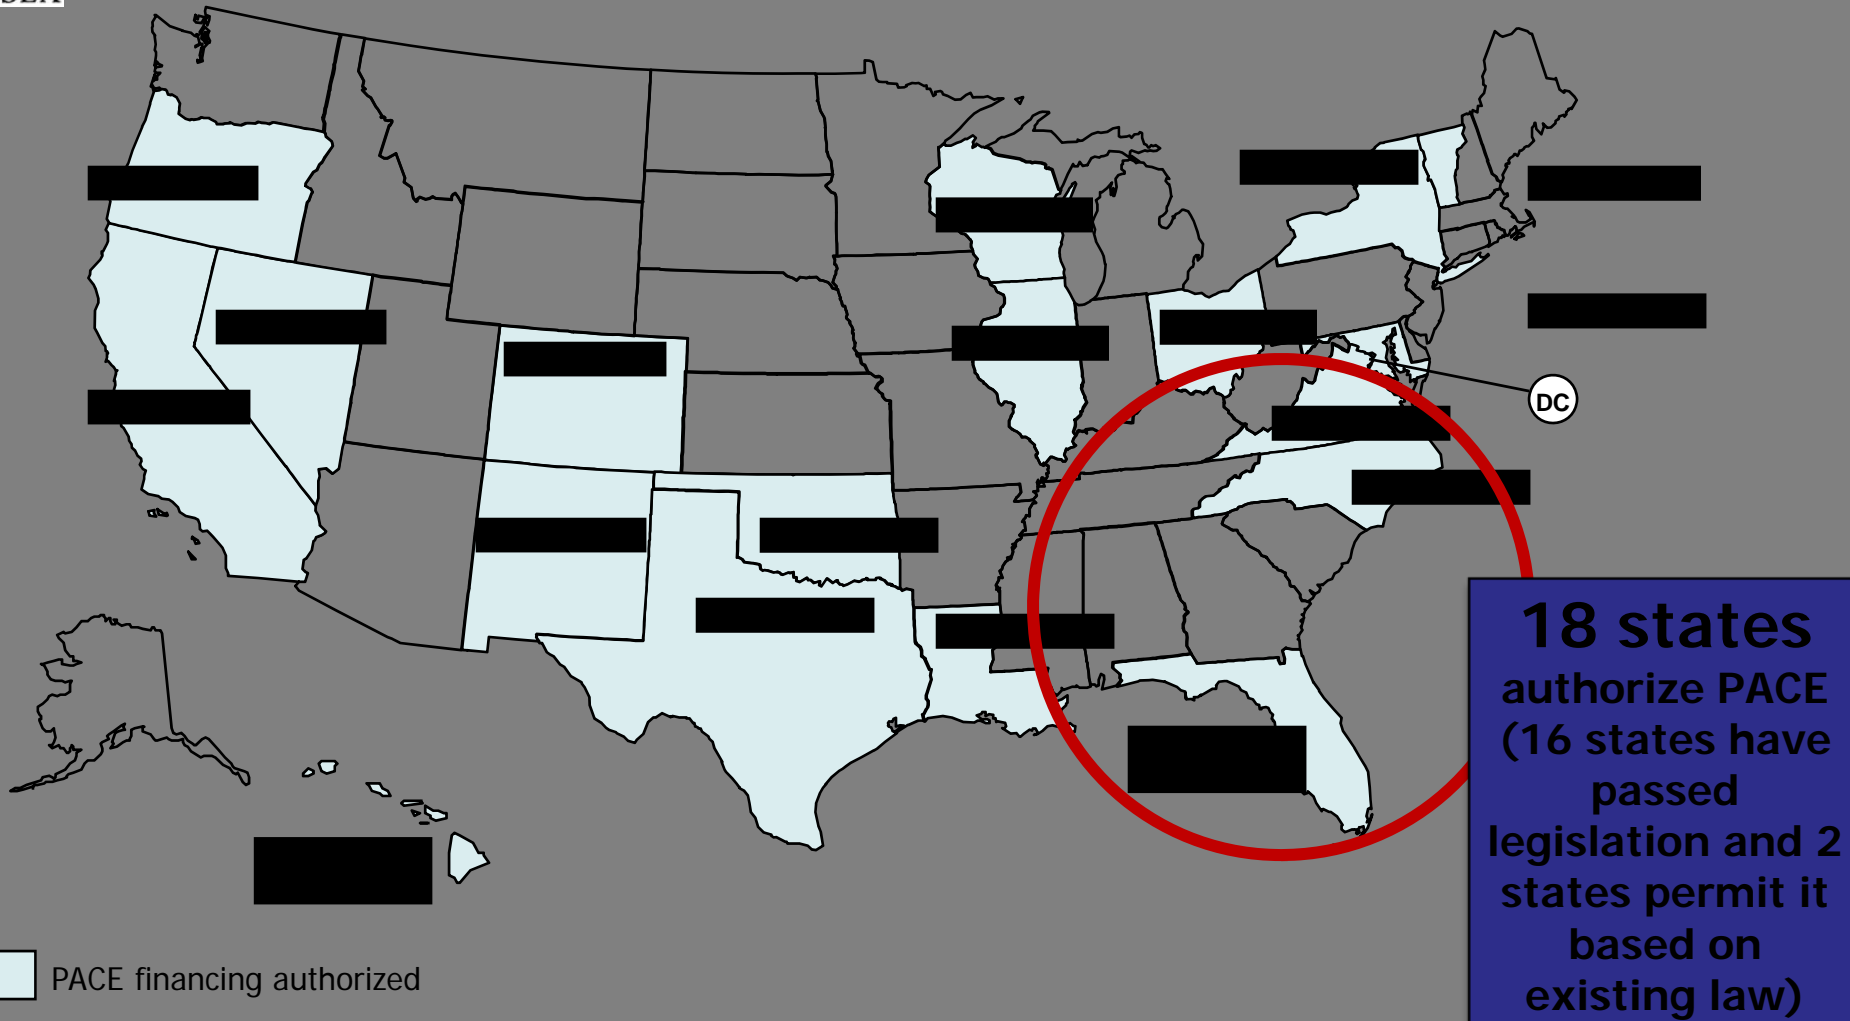 DC
18 states
authorize PACE
(16 states have
passed
legislation and 2
states permit it
based on
existing law)
PACE financing authorized